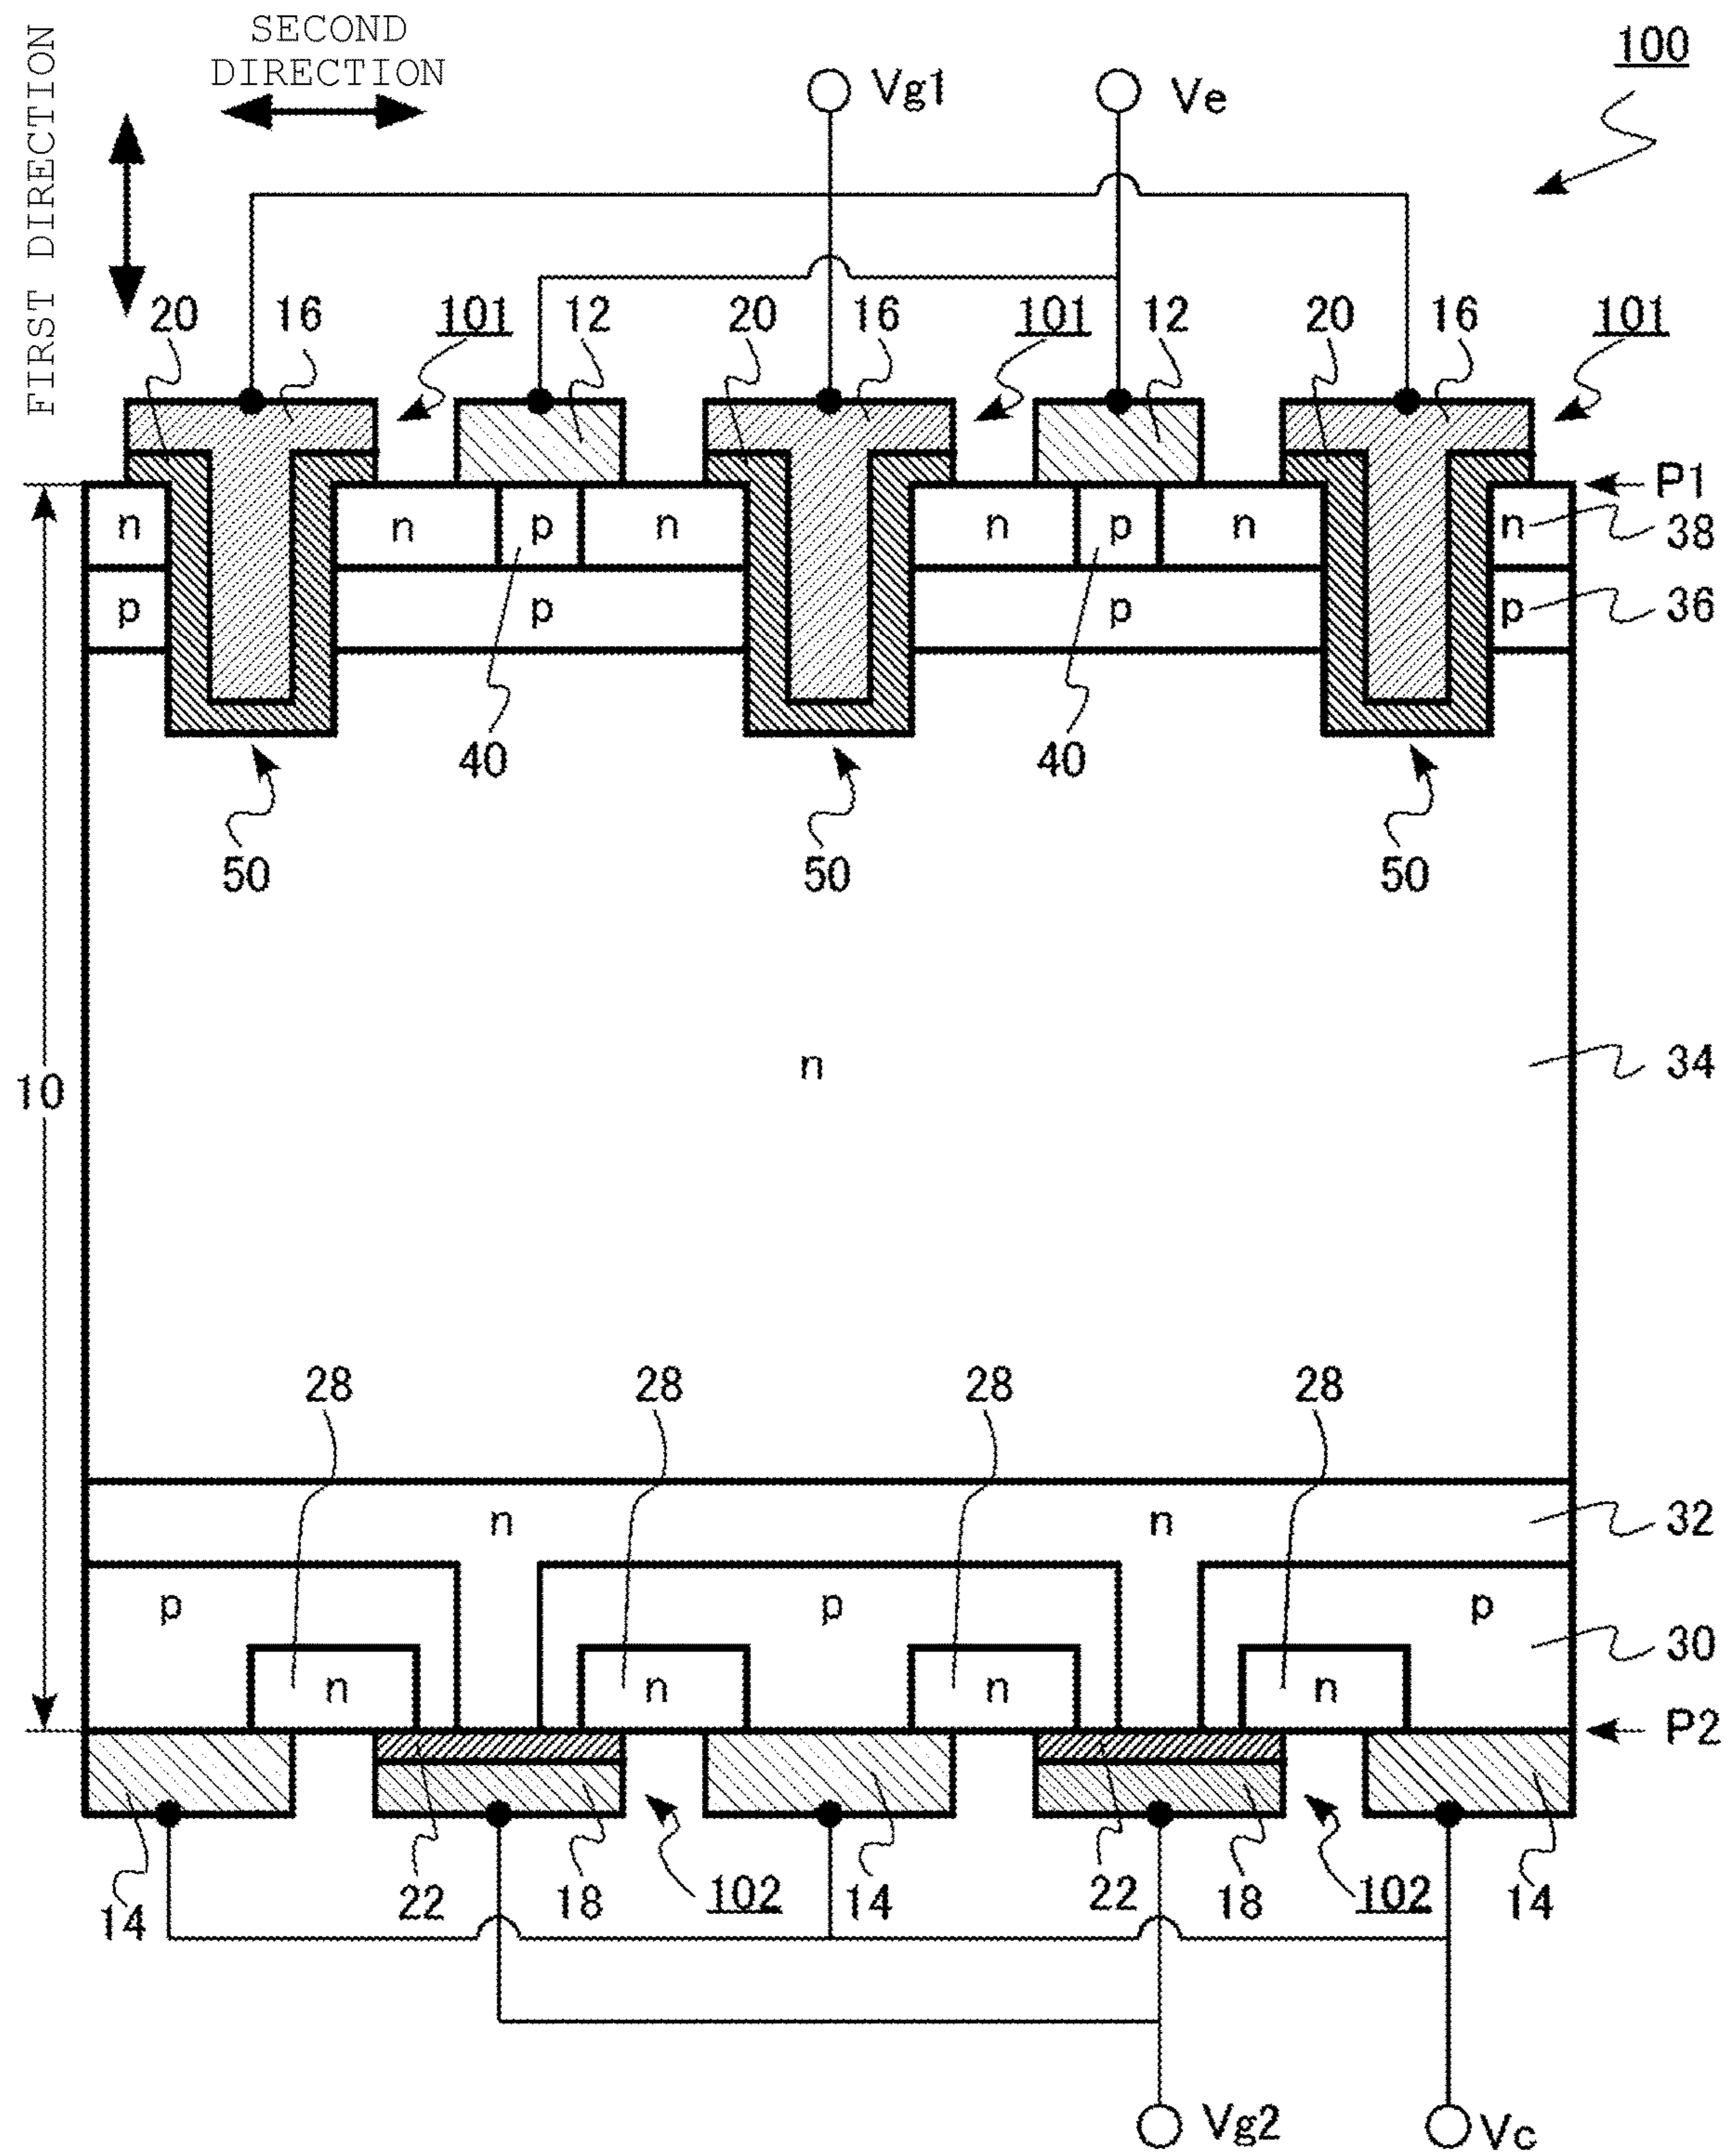 SECOND
DIRECTION
FIRST DIRECTION
100
Vg1
Ve
20
16
101
12
20
16
101
12
20
16
101
P1
n
n
p
n
n
p
n
n
38
p
p
p
p
36
40
40
50
50
50
10
n
34
28
28
28
28
n
n
32
p
p
p
30
n
n
n
n
P2
14
22
18
102
14
22
18
102
14
Vg2
Vc